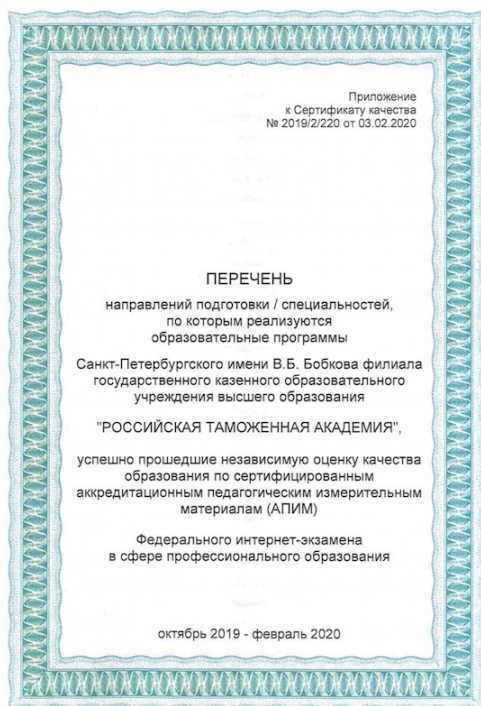 Приложение
к Сертификату качества
№ 2019/2/220 от 03.02.2020
ПЕРЕЧЕНЬ
направлений подготовки / специальностей,
по которым реализуются
образовательные программы
Санкт-Петербургского имени В.Б. Бобкова филиала
государственного казенного образовательного
учреждения высшего образования
"РОССИЙСКАЯ ТАМОЖЕННАЯ АКАДЕМИЯ",
успешно прошедшие независимую оценку качества
образования по сертифицированным
аккредитационным педагогическим измерительным
материалам (АПИМ)
Федерального интернет-экзамена
в сфере профессионального образования
октябрь 2019 - февраль 2020